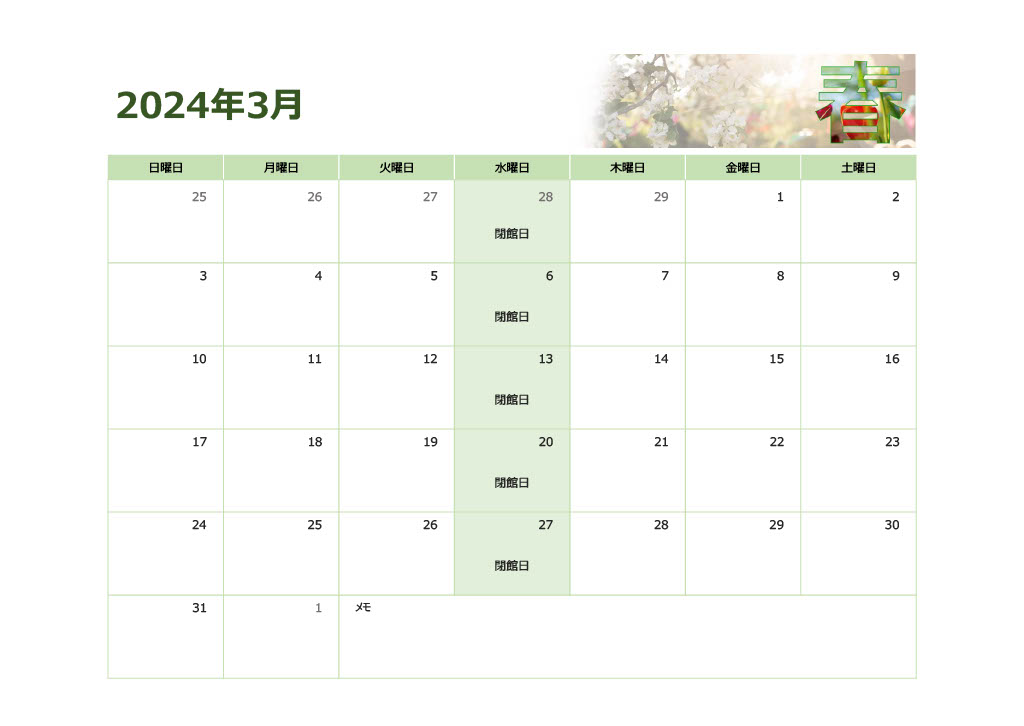 2024年3月
春
日曜日 月曜日 火曜日 水曜日 木曜日 金曜日 土曜日
25 26 27 28 29 1 2
閉館日
3 4 5 6 7 8 9
閉館日
10 11 12 13 14 15 16
閉館日
17 18 19 20 21 22 23
閉館日
24 25 26 27 28 29 30
閉館日
31 1 メモ